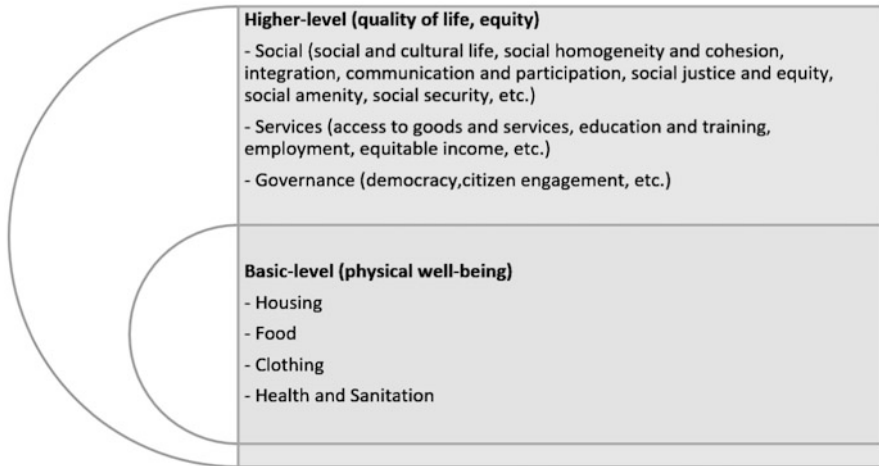 Higher-level (quality of life, equity)
- Social (social and cultural life, social homogeneity and cohesion,
integration, communication and participation, social justice and equity,
social amenity, social security, etc.)
- Services (access to goods and services, education and training,
employment, equitable income, etc.)
- Governance (democracy,citizen engagement, etc.)
Basic-level (physical well-being)
- Housing
- Food
- Clothing
- Health and Sanitation